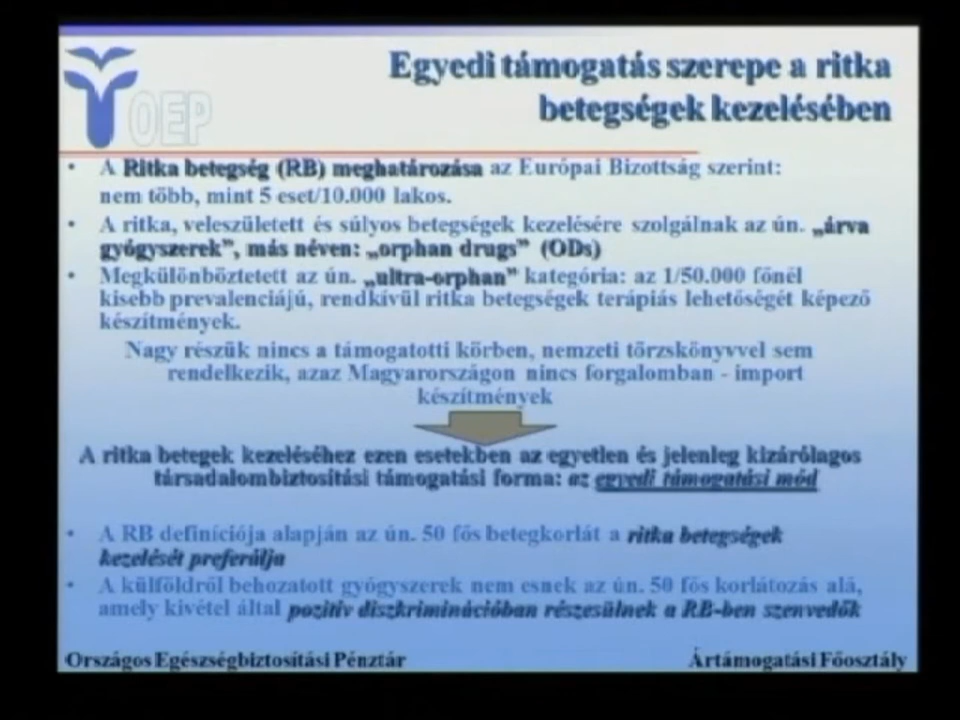 Egyedi támogatás szerepe a ritka
betegségek kezelésében
OEP
• A Ritka betegség (RB) meghatározása az Európai Bizottság szerint:
nem több, mint 5 eset/10.000 lakos.
• A ritka, veleszületett és súlyos betegségek kezelésére szolgálnak az ún. „árva
gyógyszerek”, más néven: „orphan drugs” (ODs)
• Megkülönböztetett az ún. „ultra-orphan” kategória: az 1/50.000 főnél
kisebb prevalenciájú, rendkívül ritka betegségek terápiás lehetőségét képező
készítmények.
Nagy részük nincs a támogatotti körben, nemzeti törzskönyvvel sem
rendelkezik, azaz Magyarországon nincs forgalomban - import
készítmények
A ritka betegek kezeléséhez ezen esetekben az egyetlen és jelenleg kizárólagos
társadalombiztosítási támogatási forma: az egyedi támogatási mód
• A RB definíciója alapján az ún. 50 fős betegkorlát a ritka betegségek
kezelését preferálja
• A külföldről behozatott gyógyszerek nem esnek az ún. 50 fős korlátozás alá,
amely kivétel által pozitív diszkriminációban részesülnek a RB-ben szenvedők
Országos Egészségbiztosítási Pénztár
Ártámogatási Főosztály